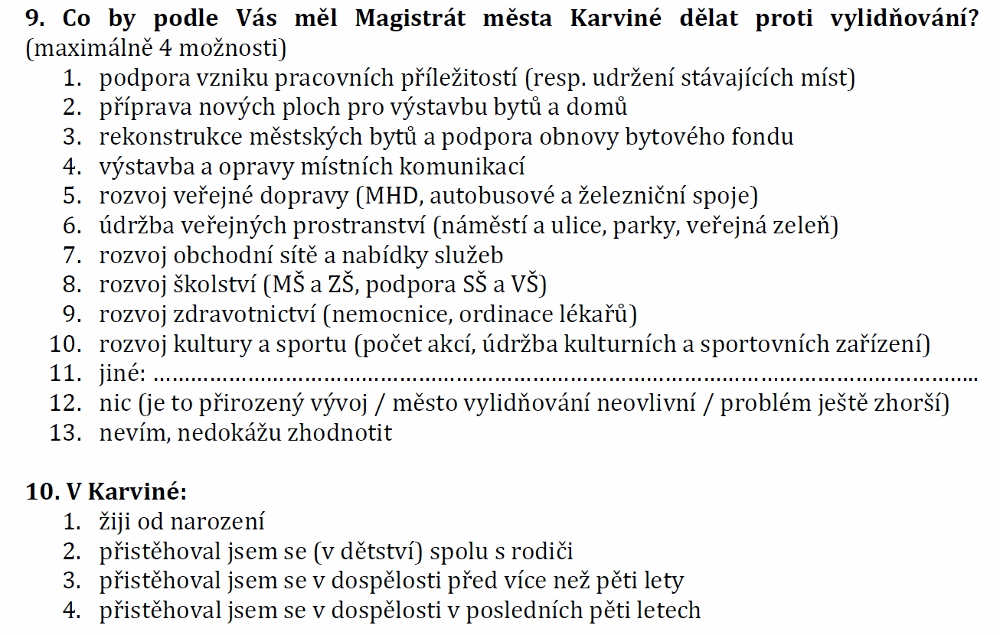 9. Co by podle Vás měl Magistrát města Karviné dělat proti vylidňování?
(maximálně 4 možnosti)
1. podpora vzniku pracovních příležitostí (resp. udržení stávajících míst)
2. příprava nových ploch pro výstavbu bytů a domů
3. rekonstrukce městských bytů a podpora obnovy bytového fondu
4. výstavba a opravy místních komunikací
5. rozvoj veřejné dopravy (MHD, autobusové a železniční spoje)
6. údržba veřejných prostranství (náměstí a ulice, parky, veřejná zeleň)
7. rozvoj obchodní sítě a nabídky služeb
8. rozvoj školství (MŠ a ZŠ, podpora SŠ a VŠ)
9. rozvoj zdravotnictví (nemocnice, ordinace lékařů)
10. rozvoj kultury a sportu (počet akcí, údržba kulturních a sportovních zařízení)
11. jiné: ………………………………………………………………………………………………………………………..
12. nic (je to přirozený vývoj / město vylidňování neovlivní / problém ještě zhorší)
13. nevím, nedokážu zhodnotit
10. V Karviné:
1. žiji od narození
2. přistěhoval jsem se (v dětství) spolu s rodiči
3. přistěhoval jsem se v dospělosti před více než pěti lety
4. přistěhoval jsem se v dospělosti v posledních pěti letech